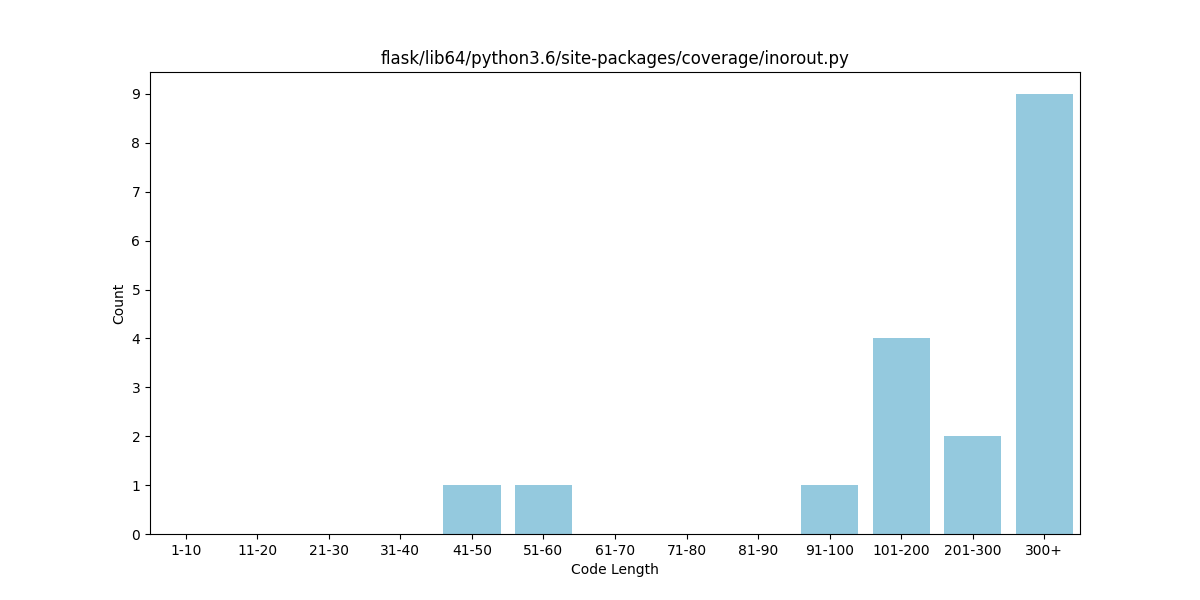 flask/lib64/python3.6/site-packages/coverage/inorout.py
9
8
7
6
5
4
3
2
1
0
Count
1-10 11-20 21-30 31-40 41-50 51-60 61-70 71-80 81-90 91-100 101-200 201-300 300+
Code Length